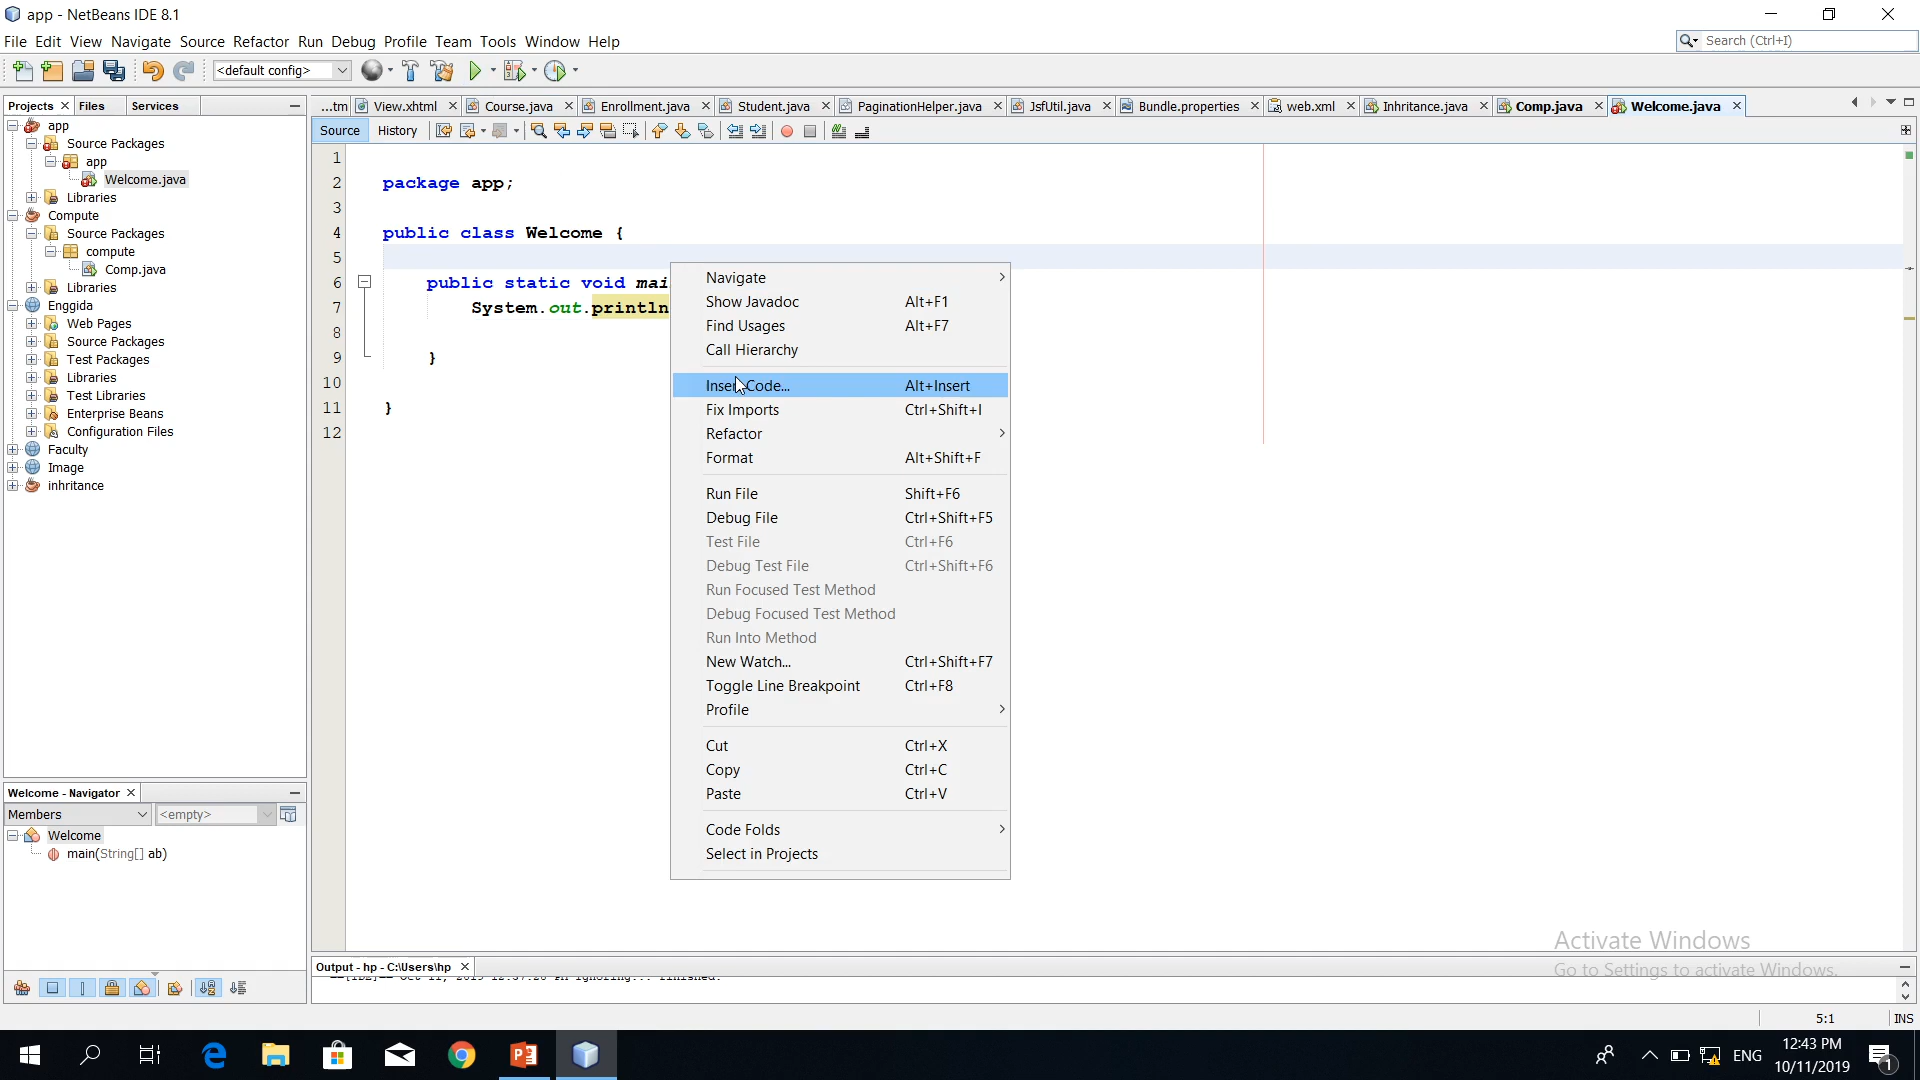 app - NetBeans IDE 8.1
File Edit View Navigate Source Refactor Run Debug Profile Team Tools Window Help
Search (Ctrl+I)
<default config>
Projects Files Services
...tm View.xhtml Course.java Enrollment.java Student.java PaginationHelper.java JsfUtil.java Bundle.properties web.xml Inhritance.java Comp.java Welcome.java
Source History
app
Source Packages
app
Welcome.java
Libraries
Compute
Source Packages
compute
Comp.java
Libraries
Enggida
Web Pages
Source Packages
Test Packages
Libraries
Test Libraries
Enterprise Beans
Configuration Files
Faculty
Image
inhritance
1
2 package app;
3
4 public class Welcome {
5
6 public static void mai
7 System.out.println
8
9 }
10
11 }
12
Navigate
Show Javadoc Alt+F1
Find Usages Alt+F7
Call Hierarchy
Insert Code... Alt+Insert
Fix Imports Ctrl+Shift+I
Refactor
Format Alt+Shift+F
Run File Shift+F6
Debug File Ctrl+Shift+F5
Test File Ctrl+F6
Debug Test File Ctrl+Shift+F6
Run Focused Test Method
Debug Focused Test Method
Run Into Method
New Watch... Ctrl+Shift+F7
Toggle Line Breakpoint Ctrl+F8
Profile
Cut Ctrl+X
Copy Ctrl+C
Paste Ctrl+V
Code Folds
Select in Projects
Welcome - Navigator
Members <empty>
Welcome
main(String[] ab)
Output - hp - C:\Users\hp
finished.
Activate Windows
Go to Settings to activate Windows.
5:1 INS
ENG
12:43 PM
10/11/2019
1